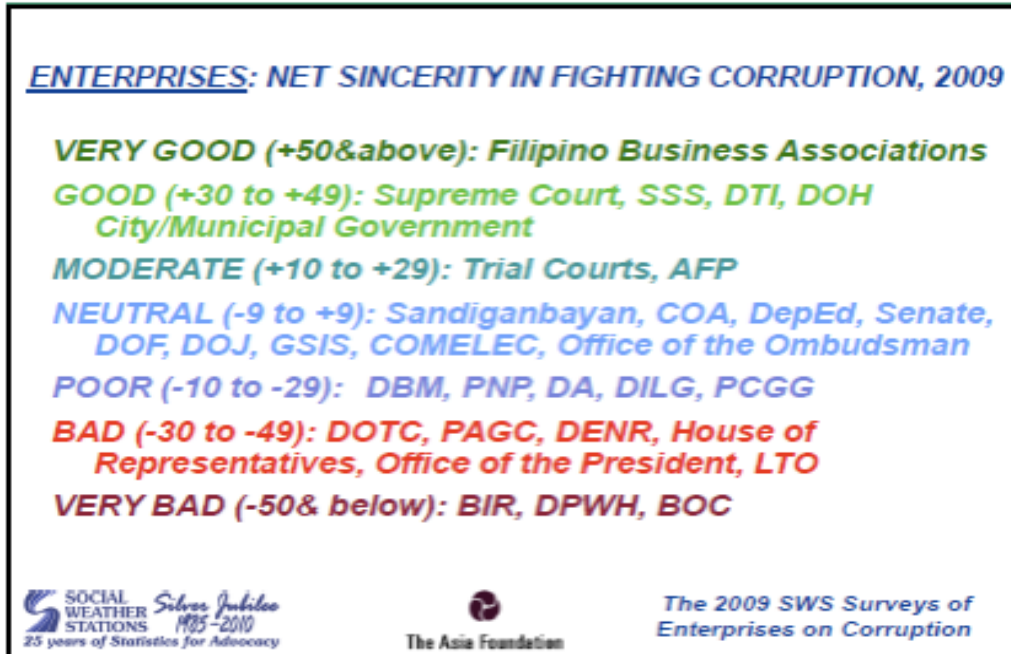 ENTERPRISES: NET SINCERITY IN FIGHTING CORRUPTION, 2009
VERY GOOD (+50&above): Filipino Business Associations
GOOD (+30 to +49): Supreme Court, SSS, DTI, DOH
City/Municipal Government
MODERATE (+10 to +29): Trial Courts, AFP
NEUTRAL (-9 to +9): Sandiganbayan, COA, DepEd, Senate,
DOF, DOJ, GSIS, COMELEC, Office of the Ombudsman
POOR (-10 to -29): DBM, PNP, DA, DILG, PCGG
BAD (-30 to -49): DOTC, PAGC, DENR, House of
Representatives, Office of the President, LTO
VERY BAD (-50& below): BIR, DPWH, BOC
SOCIAL
WEATHER
STATIONS
Silver Jubilee
1985-2010
25 years of Statistics for Advocacy
The Asia Foundation
The 2009 SWS Surveys of
Enterprises on Corruption